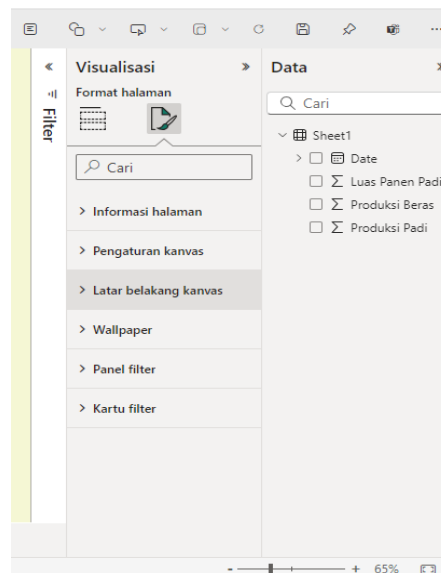 Filter
Visualisasi
Format halaman
Cari
Informasi halaman
Pengaturan kanvas
Latar belakang kanvas
Wallpaper
Panel filter
Kartu filter
Data
Cari
Sheet1
Date
Luas Panen Padi
Produksi Beras
Produksi Padi
- + 65%